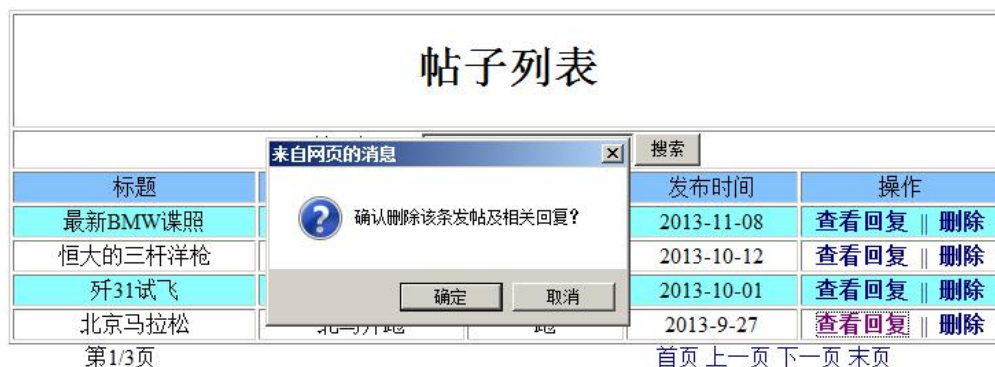 帖子列表
搜索
来自网页的消息
确认删除该条发帖及相关回复?
确定 取消
标题 发布时间 操作
最新BMW谍照 2013-11-08 查看回复 || 删除
恒大的三杆洋枪 2013-10-12 查看回复 || 删除
歼31试飞 2013-10-01 查看回复 || 删除
北京马拉松 2013-9-27 查看回复 || 删除
第1/3页 首页 上一页 下一页 末页